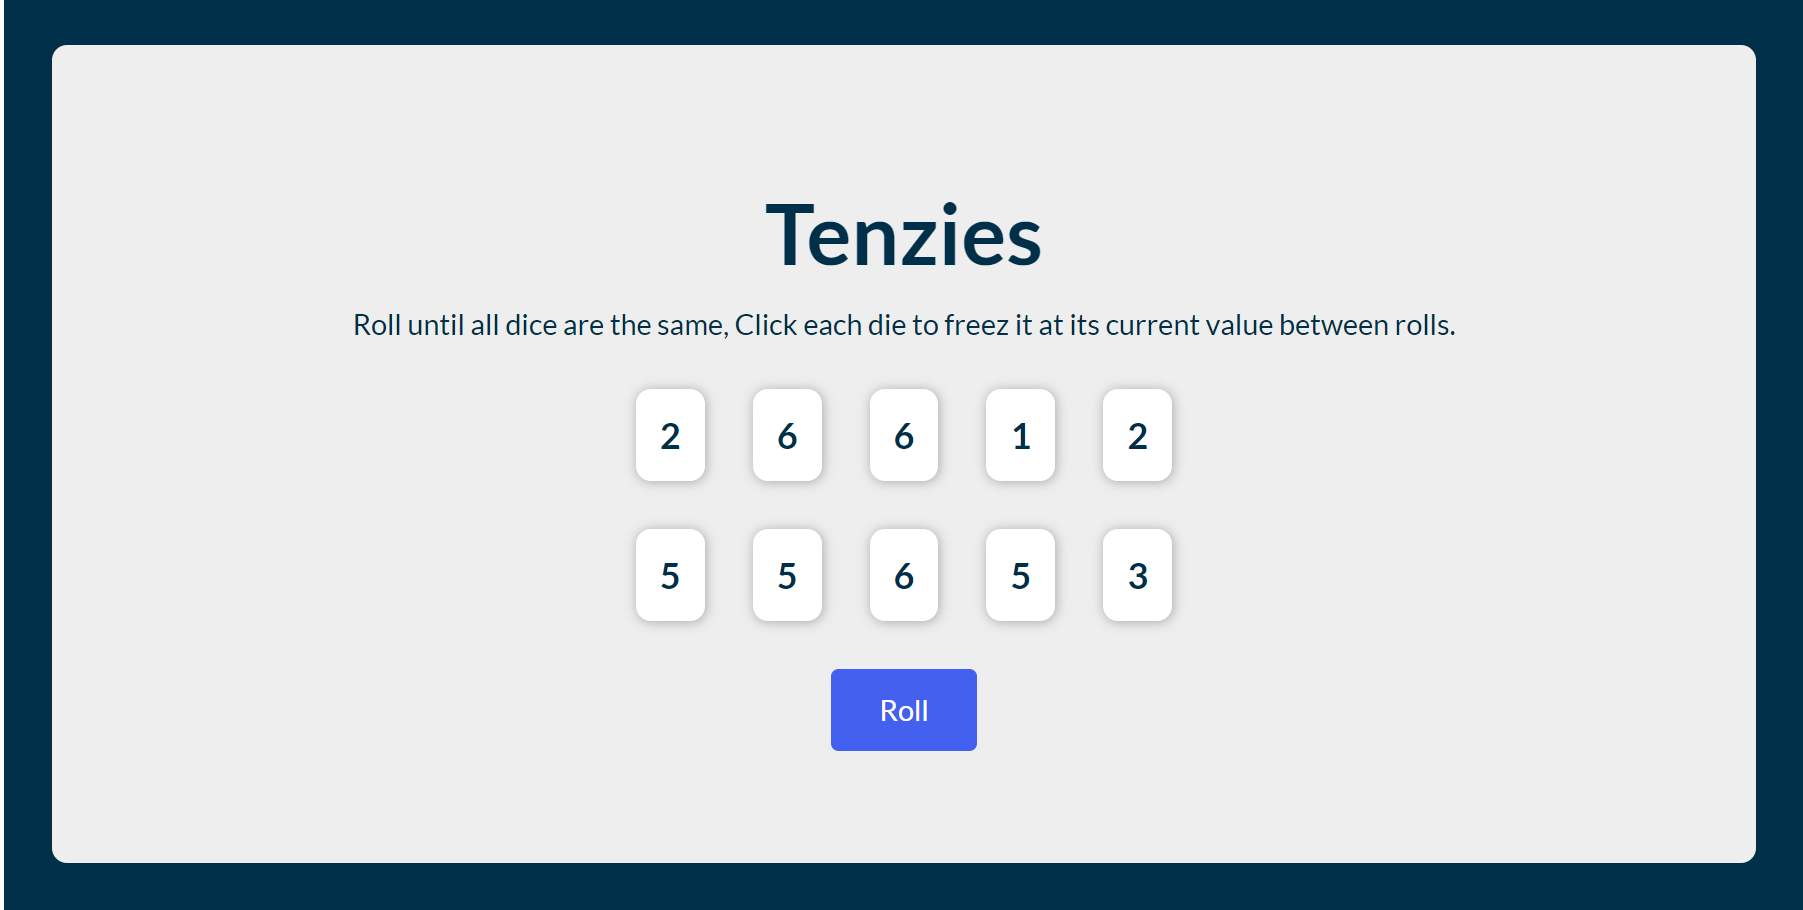 Tenzies
Roll until all dice are the same, Click each die to freez it at its current value between rolls.
2 6 6 1 2
5 5 6 5 3
Roll